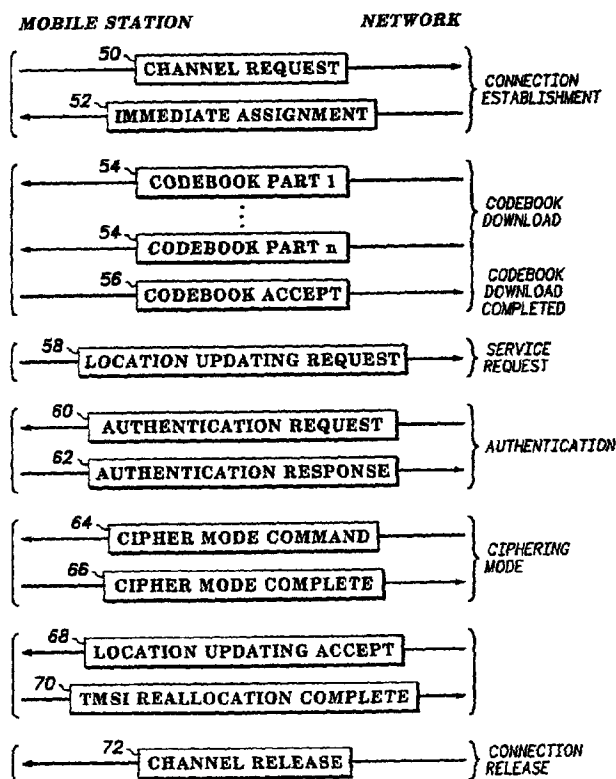 MOBILE STATION NETWORK
50 CHANNEL REQUEST
52 IMMEDIATE ASSIGNMENT
CONNECTION
ESTABLISHMENT
54 CODEBOOK PART 1
54 CODEBOOK PART n
CODEBOOK
DOWNLOAD
56 CODEBOOK ACCEPT
CODEBOOK
DOWNLOAD
COMPLETED
58 LOCATION UPDATING REQUEST
SERVICE
REQUEST
60 AUTHENTICATION REQUEST
62 AUTHENTICATION RESPONSE
AUTHENTICATION
64 CIPHER MODE COMMAND
66 CIPHER MODE COMPLETE
CIPHERING
MODE
68 LOCATION UPDATING ACCEPT
70 TMSI REALLOCATION COMPLETE
72 CHANNEL RELEASE
CONNECTION
RELEASE